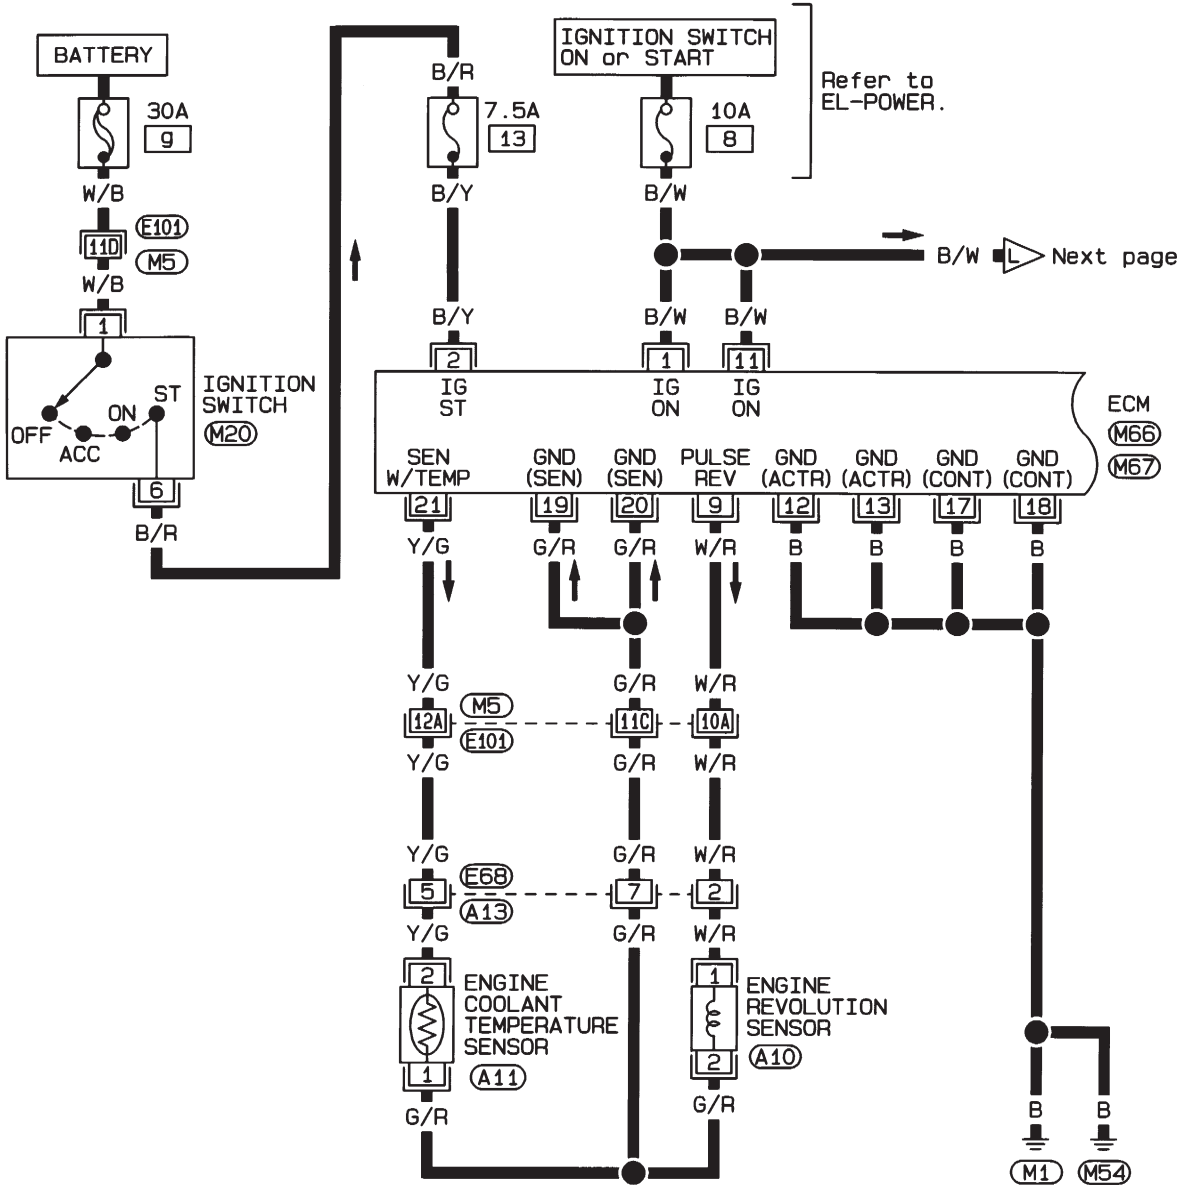 BATTERY
30A
9
W/B
11D
E101
M5
W/B
1
OFF
ACC
ON
ST
IGNITION
SWITCH
M20
6
B/R
B/R
7.5A
13
B/Y
B/Y
2
IGNITION SWITCH
ON or START
10A
8
Refer to
EL-POWER.
B/W
B/W
L
Next page
B/W
B/W
1
11
IG
ST
IG
ON
IG
ON
ECM
M66
M67
SEN
W/TEMP
GND
(SEN)
GND
(SEN)
PULSE
REV
GND
(ACTR)
GND
(ACTR)
GND
(CONT)
GND
(CONT)
21
19
20
9
12
13
17
18
Y/G
G/R
G/R
W/R
B
B
B
B
Y/G
G/R
W/R
12A
M5
E101
11C
10A
Y/G
G/R
W/R
Y/G
G/R
W/R
5
E68
A13
7
2
Y/G
G/R
W/R
2
ENGINE
COOLANT
TEMPERATURE
SENSOR
1
A11
G/R
1
ENGINE
REVOLUTION
SENSOR
2
A10
G/R
B
B
M1
M54